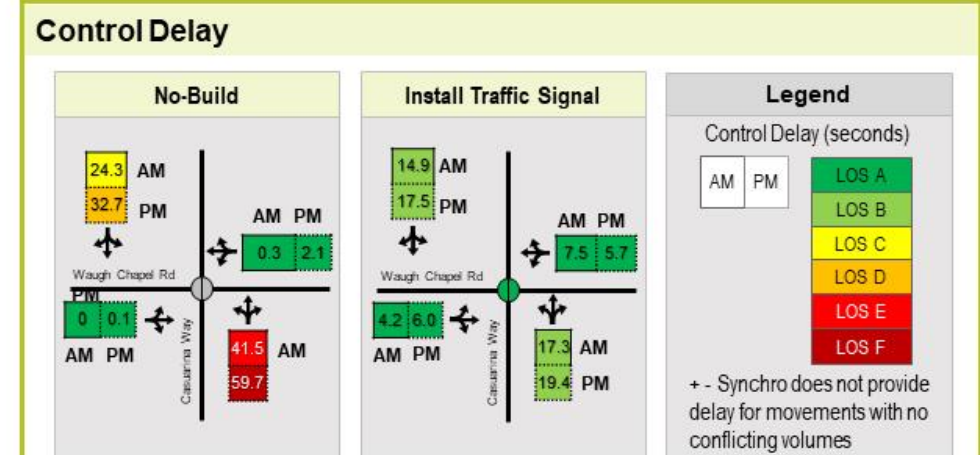 Control Delay
No-Build
24.3 AM
32.7 PM
AM PM
0.3 2.1
Waugh Chapel Rd
PM
0 0.1
AM PM
Casuarina Way
41.5 AM
59.7
Install Traffic Signal
14.9 AM
17.5 PM
AM PM
7.5 5.7
Waugh Chapel Rd
4.2 6.0
AM PM
Casuarina Way
17.3 AM
19.4 PM
Legend
Control Delay (seconds)
AM PM
LOS A
LOS B
LOS C
LOS D
LOS E
LOS F
+ - Synchro does not provide
delay for movements with no
conflicting volumes